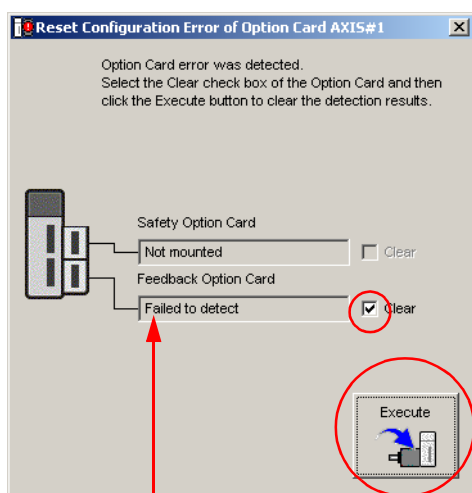 Reset Configuration Error of Option Card AXIS#1
Option Card error was detected.
Select the Clear check box of the Option Card and then
click the Execute button to clear the detection results.
Safety Option Card
Not mounted
Clear
Feedback Option Card
Failed to detect
Clear
Execute